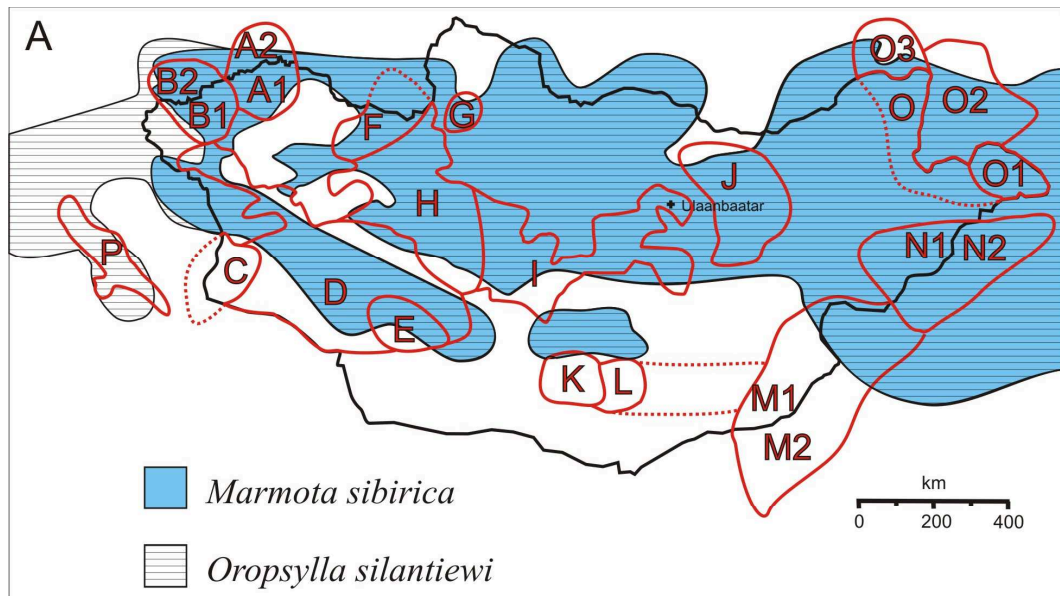 A
A2
O3
B2
A1
O
O2
B1
F
G
O1
J
H
Ulaanbaatar
P
C
N1 N2
I
D
E
K
L
M1
M2
Marmota sibirica
km
0 200 400
Oropsylla silantiewi